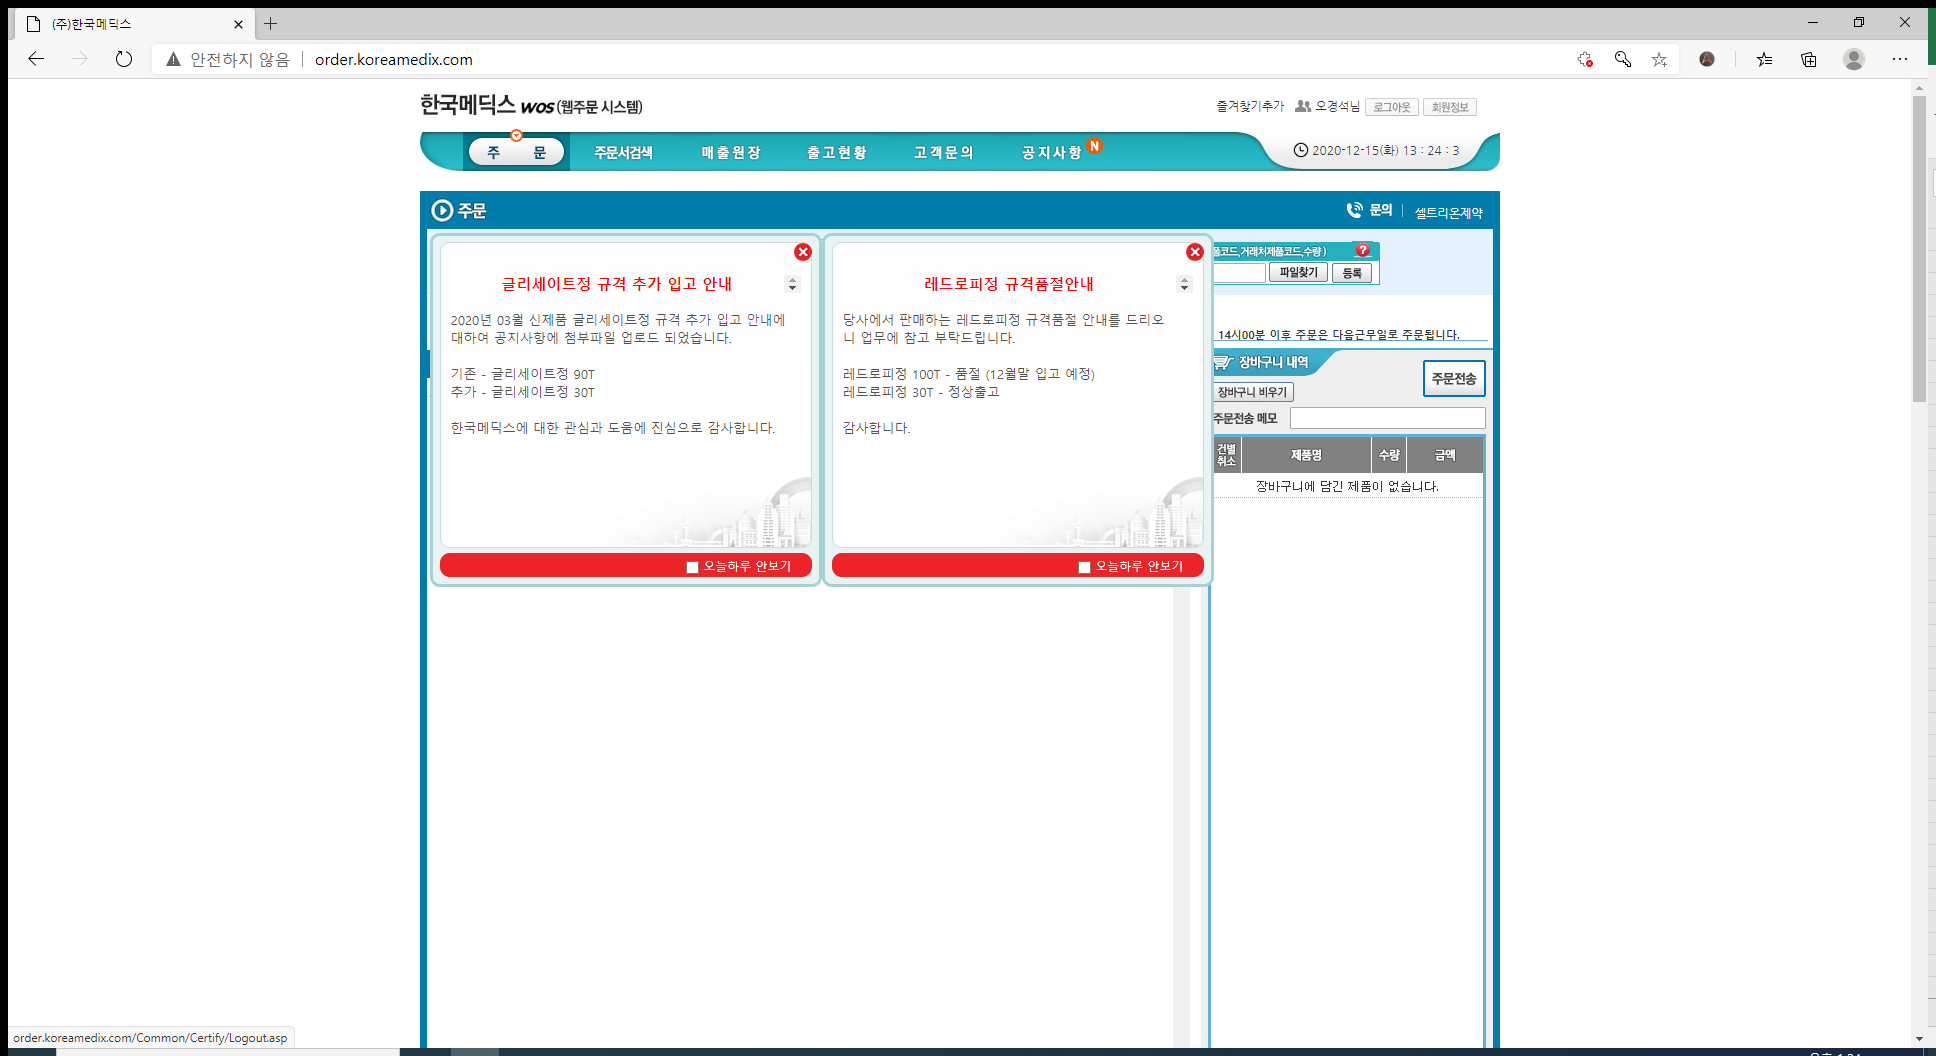 (주)한국메딕스
안전하지 않음
order.koreamedix.com
한국메딕스 WOS (웹주문 시스템)
즐겨찾기추가
오경석님
로그아웃
회원정보
주 문
주문서검색
매출원장
출고현황
고객문의
공지사항
N
2020-12-15(화) 13 : 24 : 3
주문
문의
셀트리온제약
품코드,거래처제품코드,수량 )
?
파일찾기
등록
글리세이트정 규격 추가 입고 안내
2020년 03월 신제품 글리세이트정 규격 추가 입고 안내에
대하여 공지사항에 첨부파일 업로드 되었습니다.
기존 - 글리세이트정 90T
추가 - 글리세이트정 30T
한국메딕스에 대한 관심과 도움에 진심으로 감사합니다.
오늘하루 안보기
레드로피정 규격품절안내
당사에서 판매하는 레드로피정 규격품절 안내를 드리오
니 업무에 참고 부탁드립니다.
레드로피정 100T - 품절 (12월말 입고 예정)
레드로피정 30T - 정상출고
감사합니다.
오늘하루 안보기
14시00분 이후 주문은 다음근무일로 주문됩니다.
장바구니 내역
주문전송
장바구니 비우기
주문전송 메모
건별
취소
제품명
수량
금액
장바구니에 담긴 제품이 없습니다.
order.koreamedix.com/Common/Certify/Logout.asp